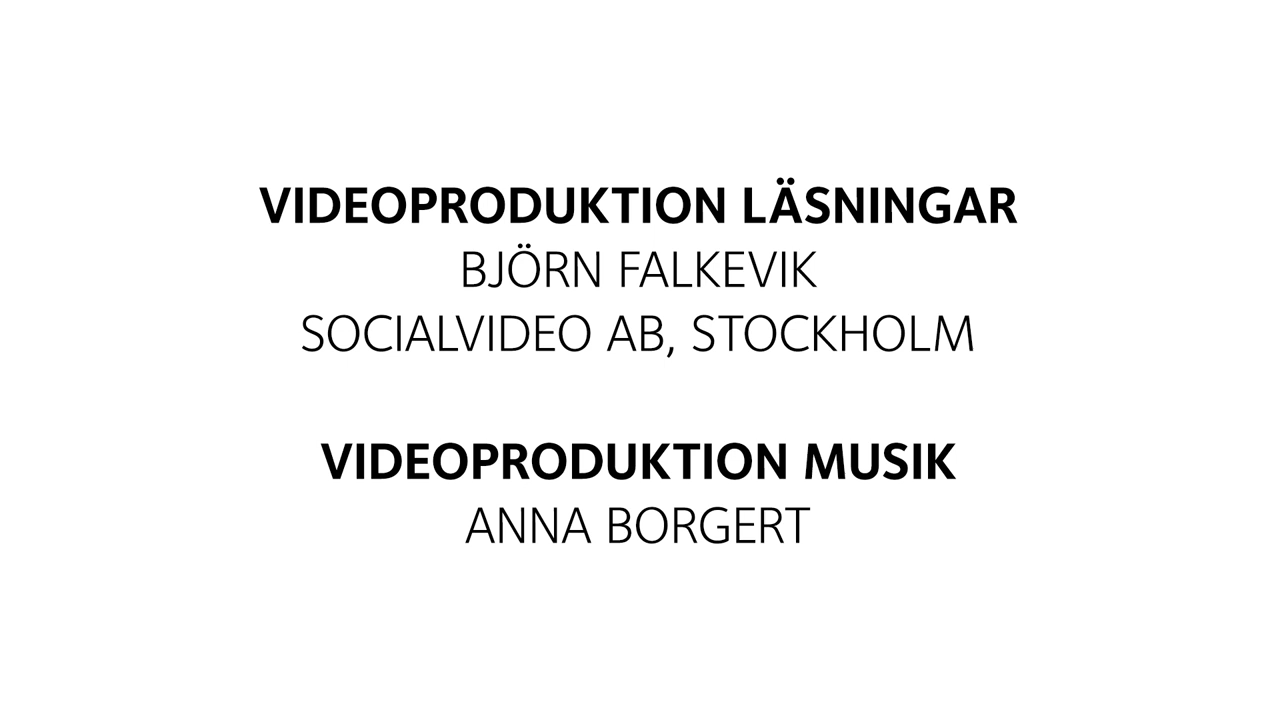 VIDEOPRODUKTION LÄSNINGAR
BJÖRN FALKEVIK
SOCIALVIDEO AB, STOCKHOLM
VIDEOPRODUKTION MUSIK
ANNA BORGERT